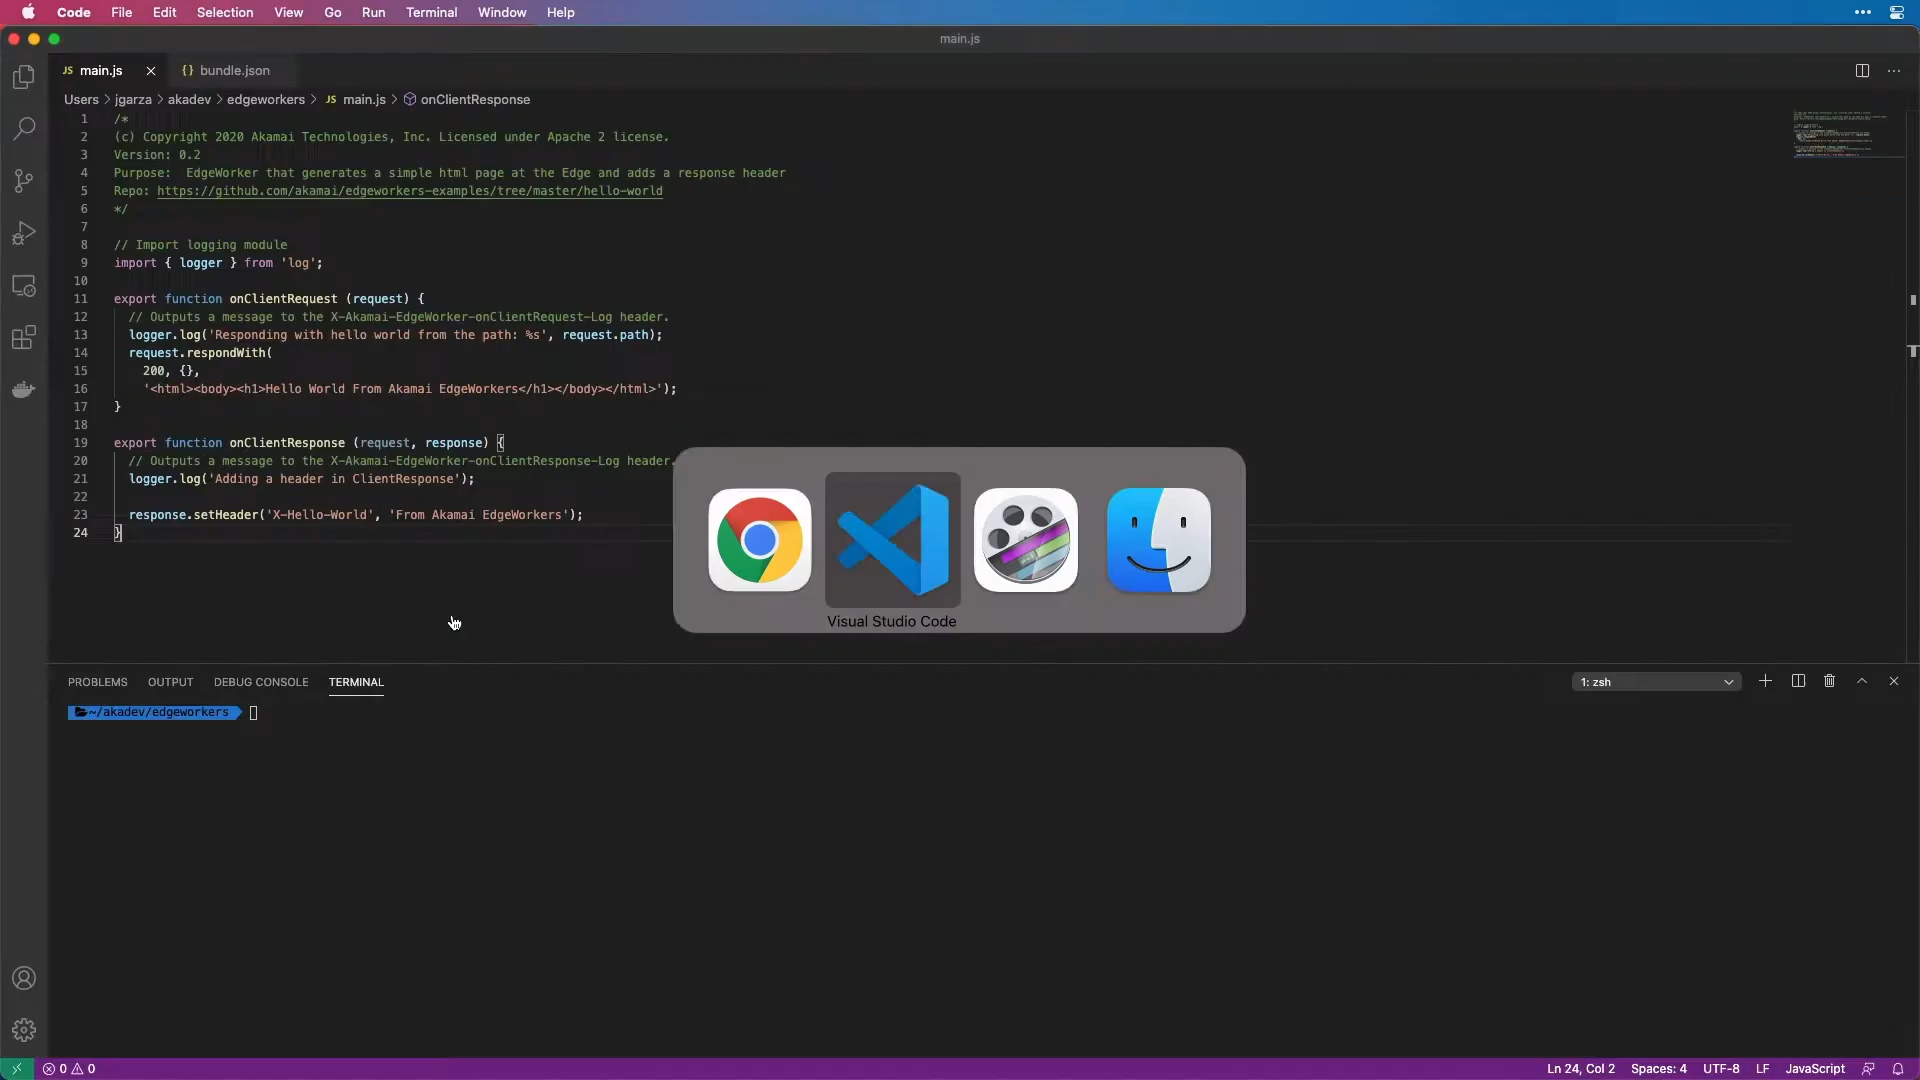 Code File Edit Selection View Go Run Terminal Window Help
main.js
JS main.js
{} bundle.json
Users > jgarza > akadev > edgeworkers > JS main.js > onClientResponse
1 /*
2 (c) Copyright 2020 Akamai Technologies, Inc. Licensed under Apache 2 license.
3 Version: 0.2
4 Purpose:  EdgeWorker that generates a simple html page at the Edge and adds a response header
5 Repo: https://github.com/akamai/edgeworkers-examples/tree/master/hello-world
6 */
7
8 // Import logging module
9 import { logger } from 'log';
10
11 export function onClientRequest (request) {
12 // Outputs a message to the X-Akamai-EdgeWorker-onClientRequest-Log header.
13 logger.log('Responding with hello world from the path: %s', request.path);
14 request.respondWith(
15 200, {},
16 '<html><body><h1>Hello World From Akamai EdgeWorkers</h1></body></html>');
17 }
18
19 export function onClientResponse (request, response) {
20 // Outputs a message to the X-Akamai-EdgeWorker-onClientResponse-Log header.
21 logger.log('Adding a header in ClientResponse');
22
23 response.setHeader('X-Hello-World', 'From Akamai EdgeWorkers');
24 }
Visual Studio Code
PROBLEMS OUTPUT DEBUG CONSOLE TERMINAL
1: zsh
~/akadev/edgeworkers
0 0
Ln 24, Col 2 Spaces: 4 UTF-8 LF JavaScript